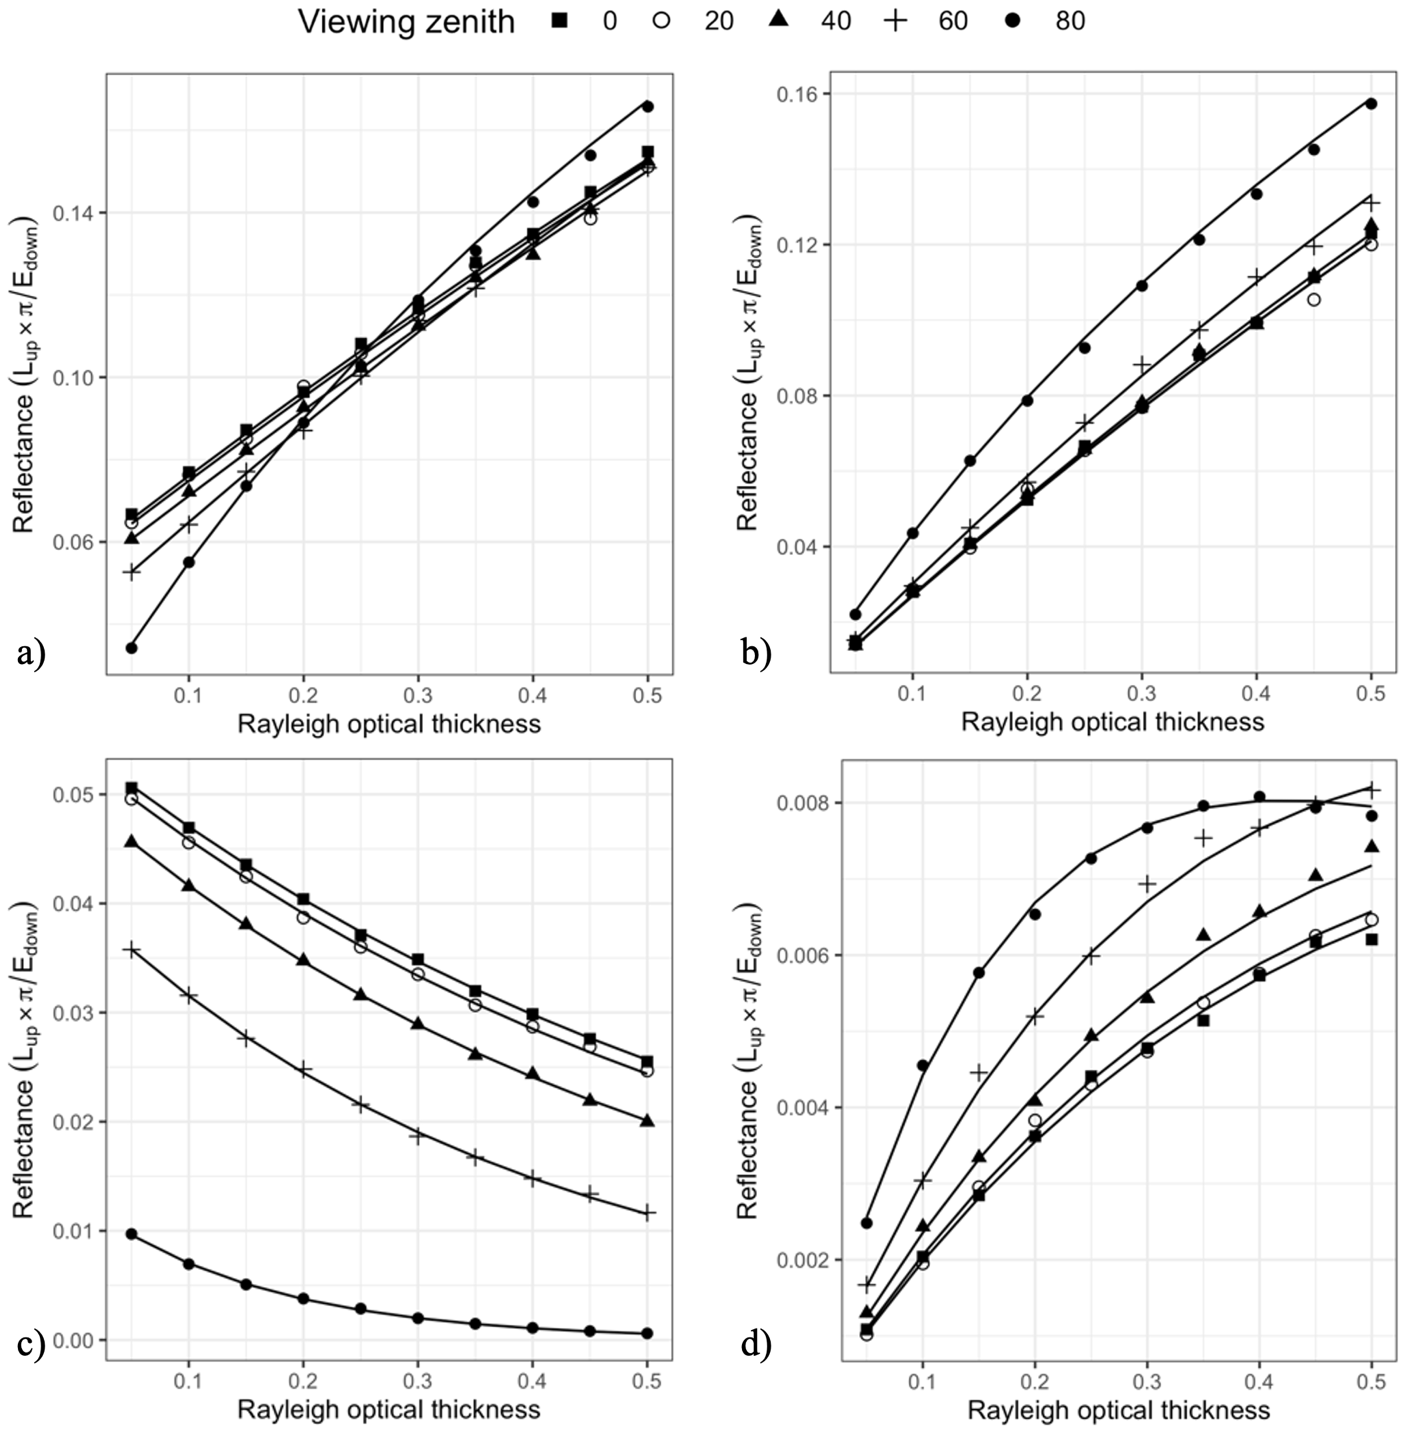 Viewing zenith 0 20 40 60 80
0.14
0.10
0.06
Reflectance (Lup × π/Edown)
a)
0.1 0.2 0.3 0.4 0.5
Rayleigh optical thickness
0.16
0.12
0.08
0.04
Reflectance (Lup × π/Edown)
b)
0.1 0.2 0.3 0.4 0.5
Rayleigh optical thickness
0.05
0.04
0.03
0.02
0.01
0.00
Reflectance (Lup × π/Edown)
c)
0.1 0.2 0.3 0.4 0.5
Rayleigh optical thickness
0.008
0.006
0.004
0.002
Reflectance (Lup × π/Edown)
d)
0.1 0.2 0.3 0.4 0.5
Rayleigh optical thickness